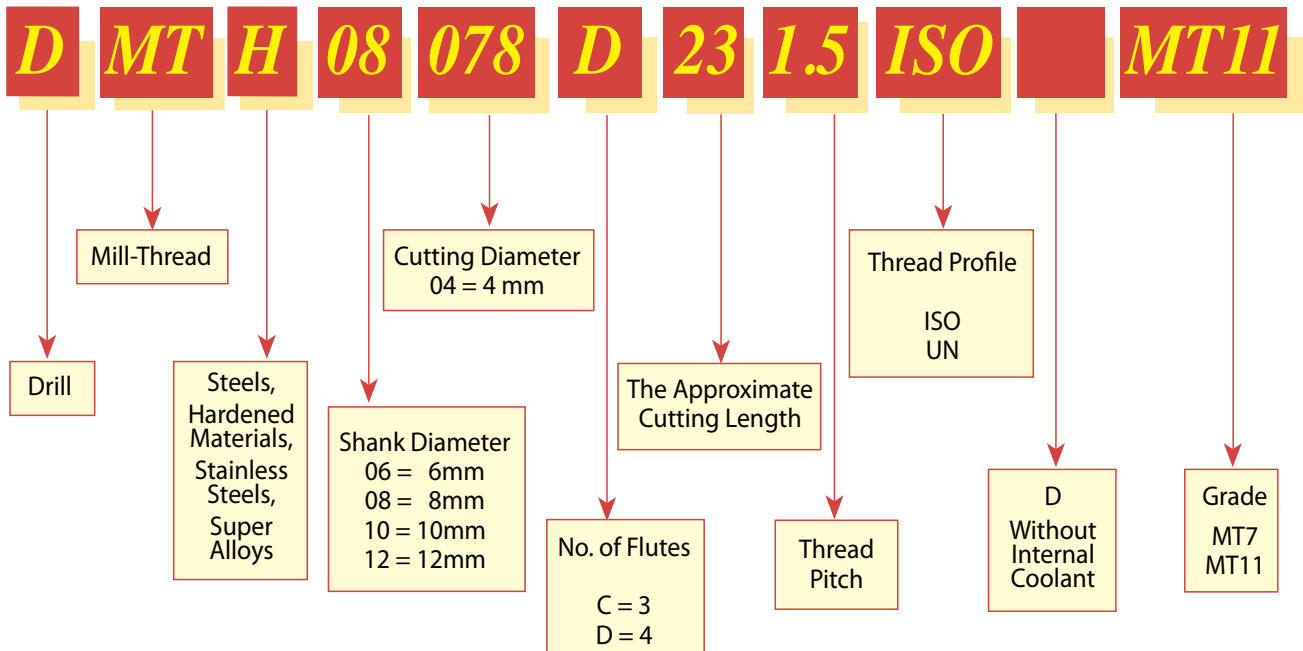 D MT H 08 078 D 23 1.5 ISO MT11
Drill
Mill-Thread
Steels,
Hardened
Materials,
Stainless
Steels,
Super
Alloys
Shank Diameter
06 = 6mm
08 = 8mm
10 = 10mm
12 = 12mm
Cutting Diameter
04 = 4 mm
No. of Flutes
C = 3
D = 4
The Approximate
Cutting Length
Thread
Pitch
Thread Profile
ISO
UN
D
Without
Internal
Coolant
Grade
MT7
MT11